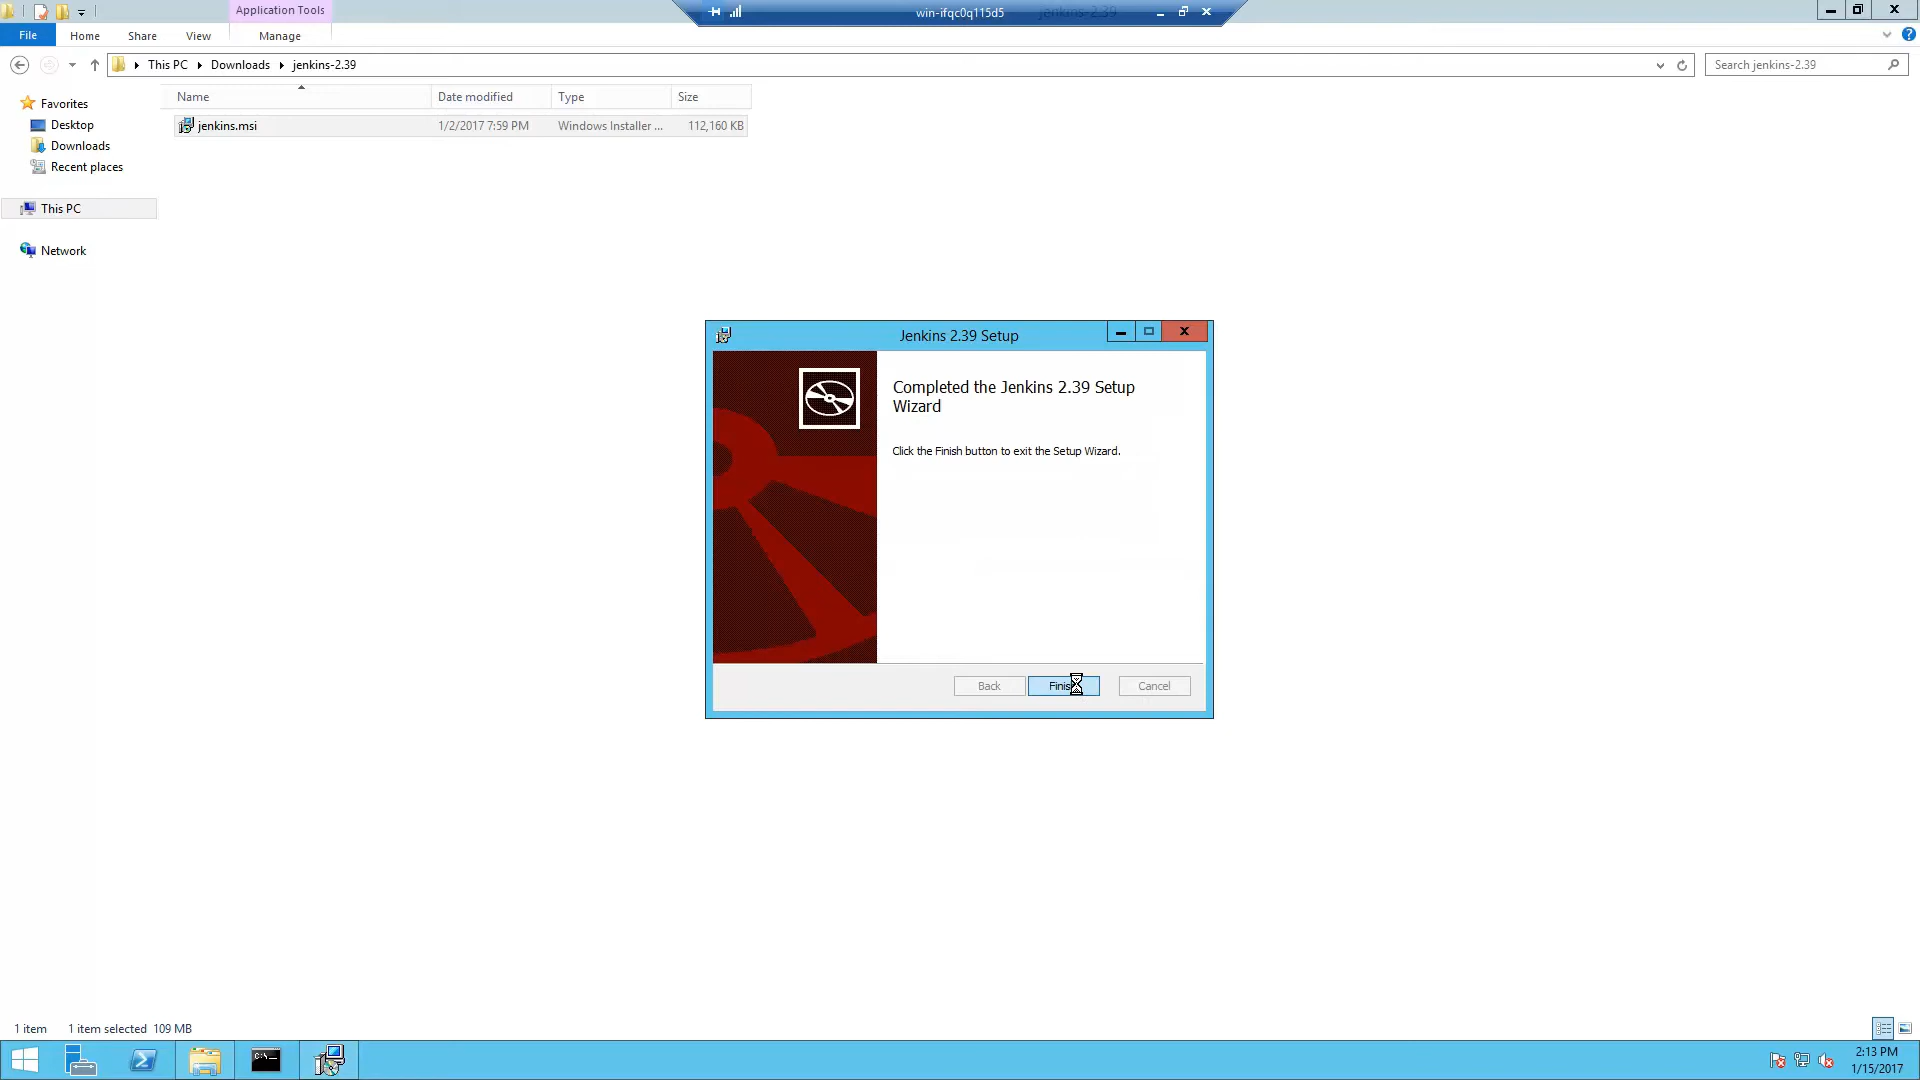 Application Tools
win-ifqc0q115d5
jenkins-2.39
File
Home
Share
View
Manage
This PC
Downloads
jenkins-2.39
Search jenkins-2.39
Name
Date modified
Type
Size
jenkins.msi
1/2/2017 7:59 PM
Windows Installer ...
112,160 KB
Favorites
Desktop
Downloads
Recent places
This PC
Network
Jenkins 2.39 Setup
Completed the Jenkins 2.39 Setup
Wizard
Click the Finish button to exit the Setup Wizard.
Back
Finish
Cancel
1 item
1 item selected 109 MB
2:13 PM
1/15/2017